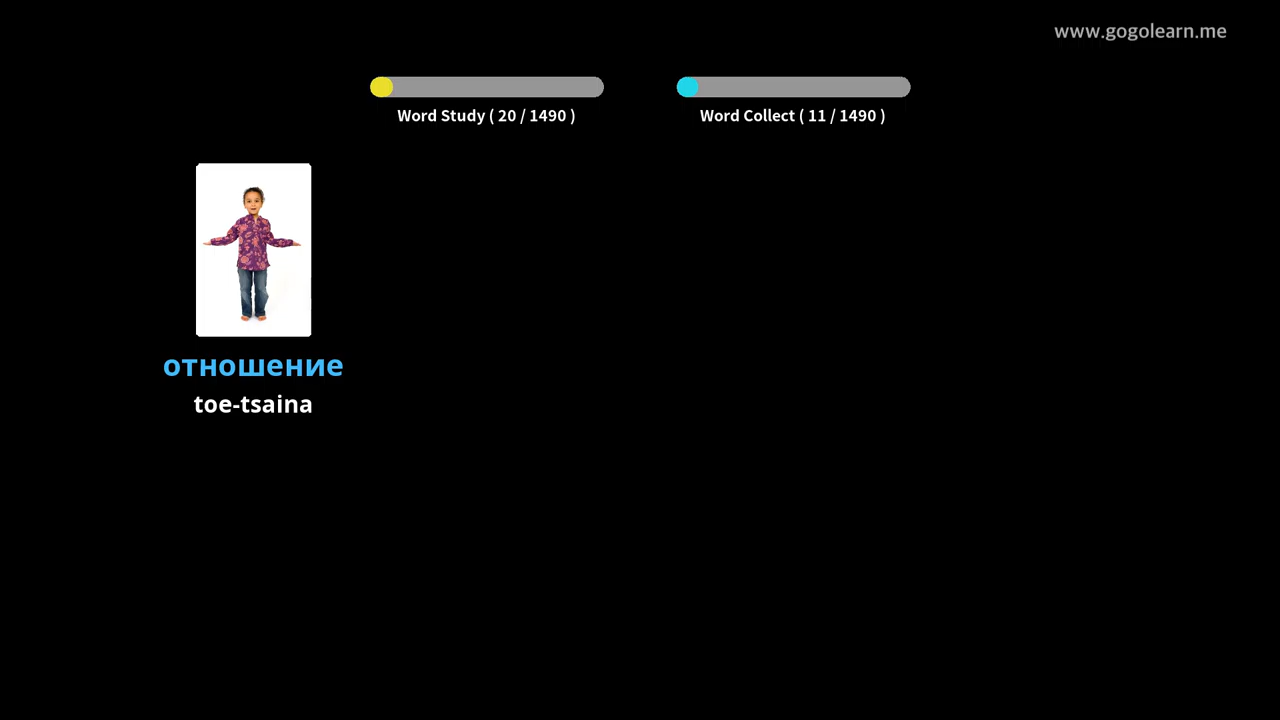 www.gogolearn.me
Word Study ( 20 / 1490 )
Word Collect ( 11 / 1490 )
отношение
toe-tsaina